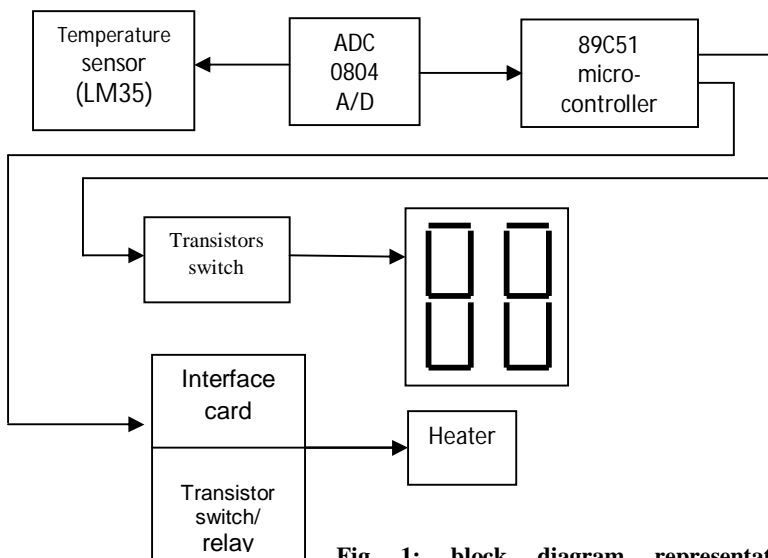 Temperature
sensor
(LM35)
ADC
0804
A/D
89C51
micro-
controller
Transistors
switch
Interface
card
Transistor
switch/
relay
Heater
Fig 1: block diagram representat